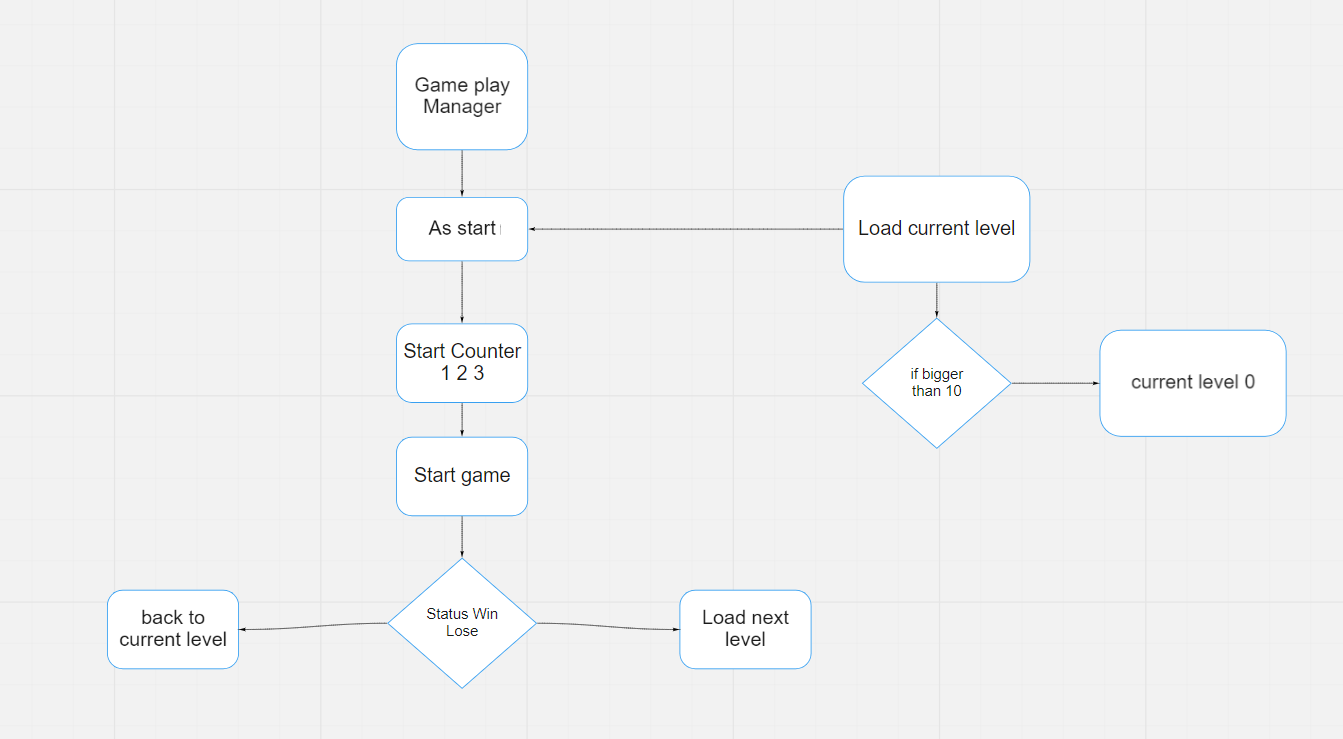 Game play
Manager
As start
Load current level
Start Counter
1 2 3
if bigger
than 10
current level 0
Start game
Status Win
Lose
back to
current level
Load next
level